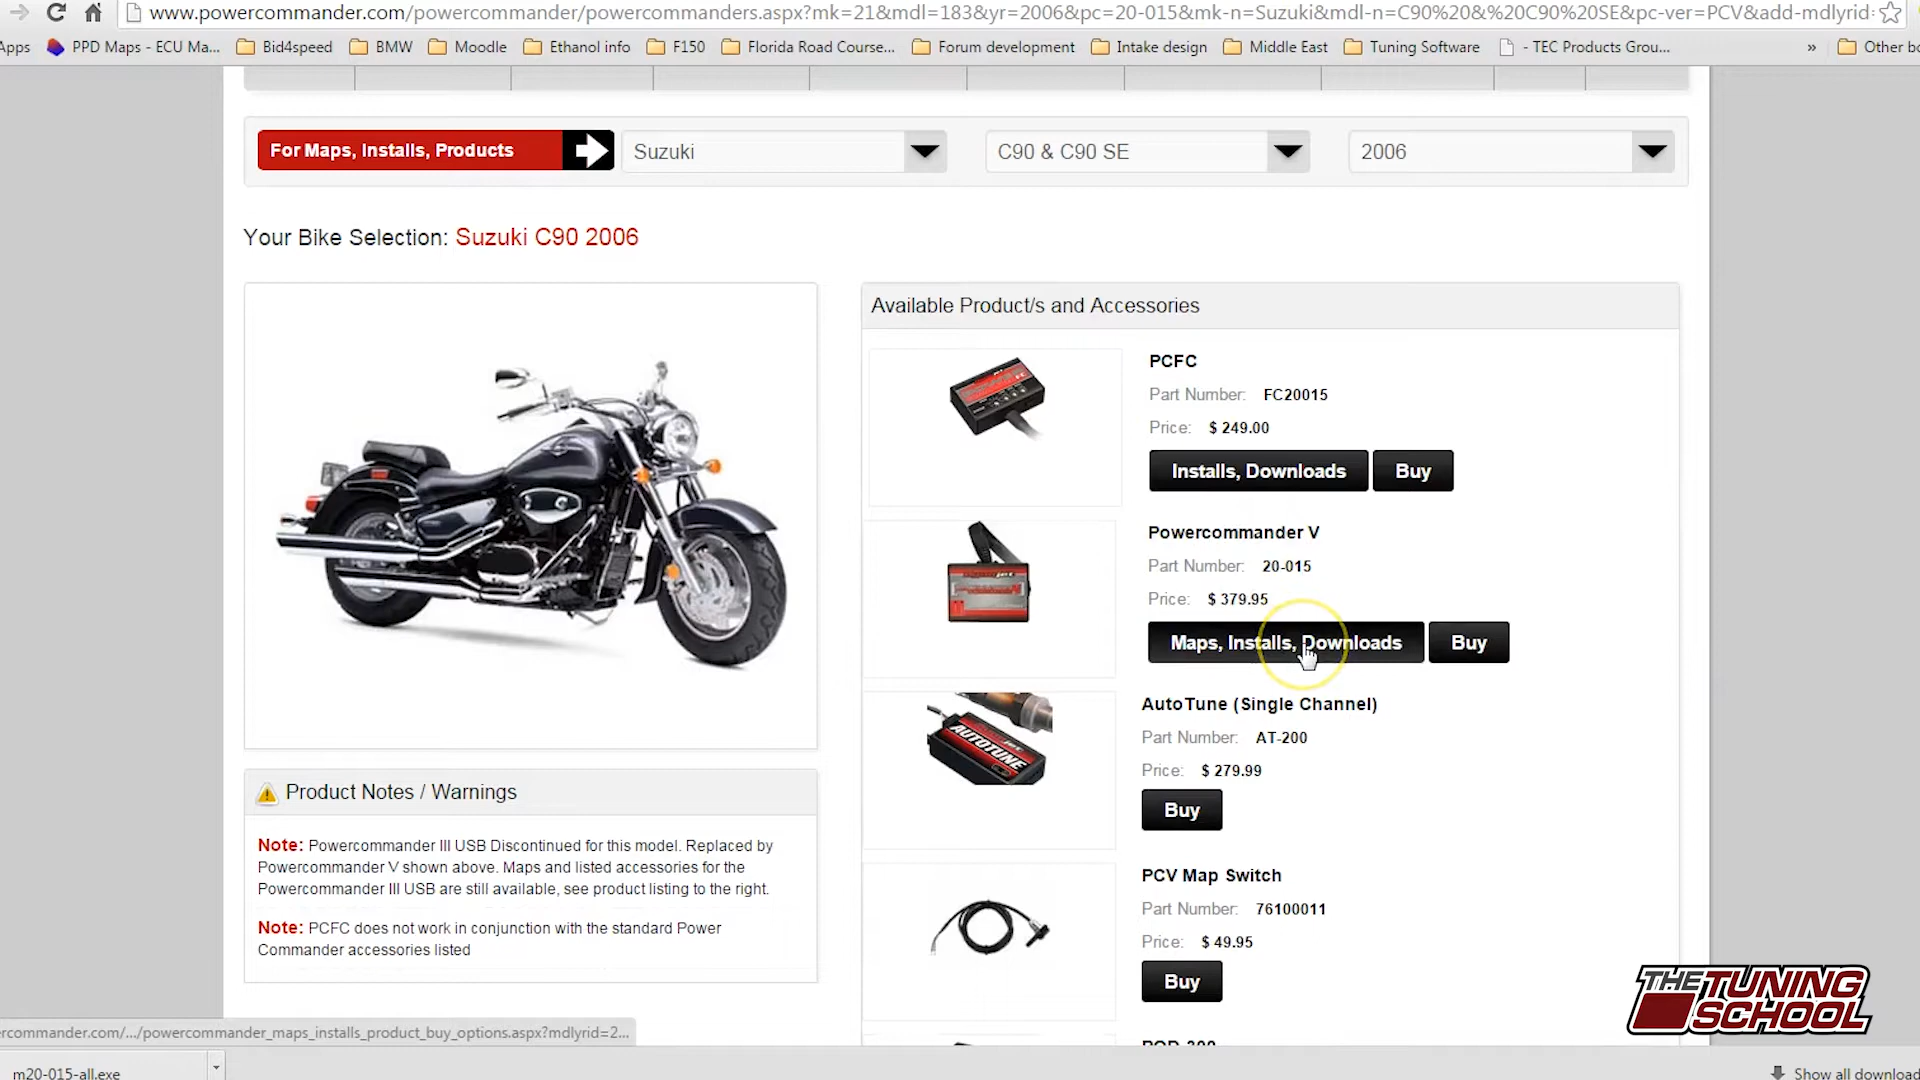 www.powercommander.com/powercommander/powercommanders.aspx?mk=21&mdl=183&yr=2006&pc=20-015&mk-n=Suzuki&mdl-n=C90%20&%20C90%20SE&pc-ver=PCV&add-mdlyrid=
Apps PPD Maps - ECU Ma... Bid4speed BMW Moodle Ethanol info F150 Florida Road Course... Forum development Intake design Middle East Tuning Software - TEC Products Grou... » Other bo
For Maps, Installs, Products Suzuki C90 & C90 SE 2006
Your Bike Selection: Suzuki C90 2006
Available Product/s and Accessories
PCFC
Part Number: FC20015
Price: $ 249.00
Installs, Downloads Buy
Powercommander V
Part Number: 20-015
Price: $ 379.95
Maps, Installs, Downloads Buy
AUTOTUNE
AutoTune (Single Channel)
Part Number: AT-200
Price: $ 279.99
Buy
PCV Map Switch
Part Number: 76100011
Price: $ 49.95
Buy
Product Notes / Warnings
Note: Powercommander III USB Discontinued for this model. Replaced by
Powercommander V shown above. Maps and listed accessories for the
Powercommander III USB are still available, see product listing to the right.
Note: PCFC does not work in conjunction with the standard Power
Commander accessories listed
THE TUNING
SCHOOL
ercommander.com/.../powercommander_maps_installs_product_buy_options.aspx?mdlyrid=2...
m20-015-all.exe
Show all download